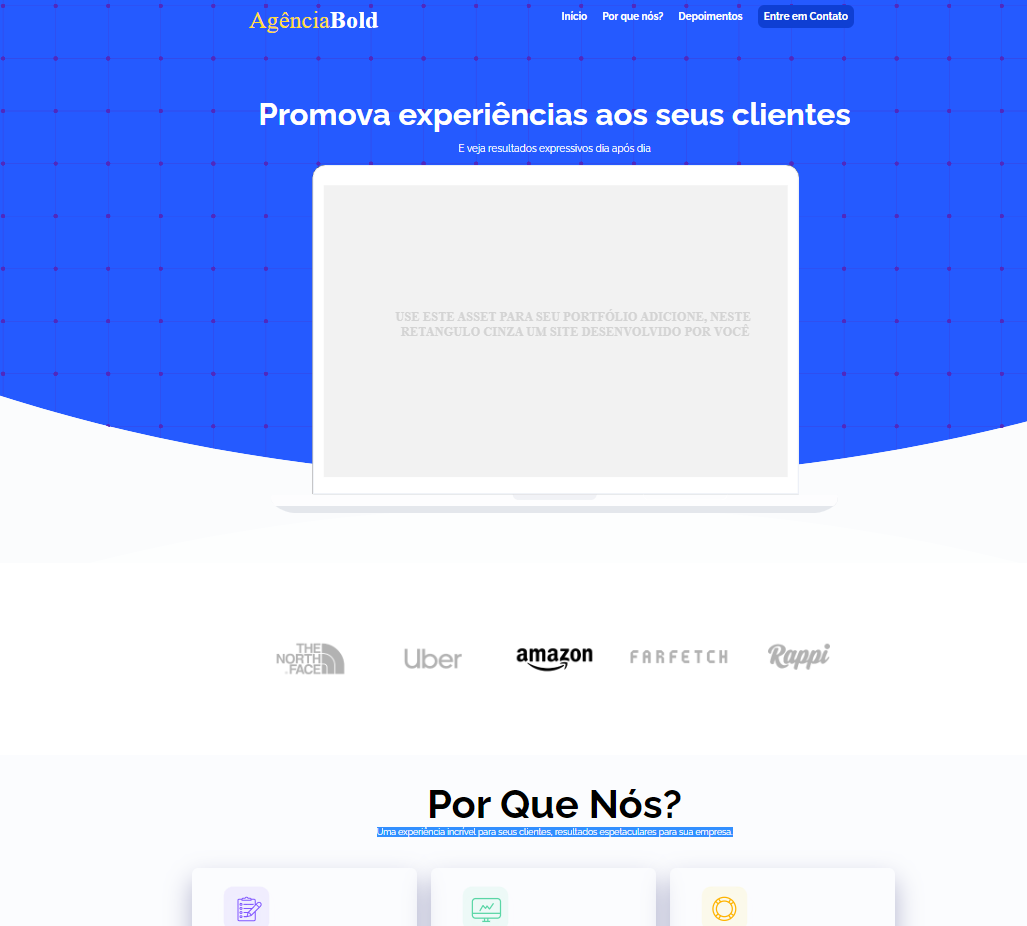 AgênciaBold
Início Por que nós? Depoimentos Entre em Contato
Promova experiências aos seus clientes
E veja resultados expressivos dia após dia
USE ESTE ASSET PARA SEU PORTFÓLIO ADICIONE, NESTE
RETANGULO CINZA UM SITE DESENVOLVIDO POR VOCÊ
THE
NORTH
FACE
Uber
amazon
FARFETCH
Rappi
Por Que Nós?
Uma experiência incrível para seus clientes, resultados espetaculares para sua empresa.